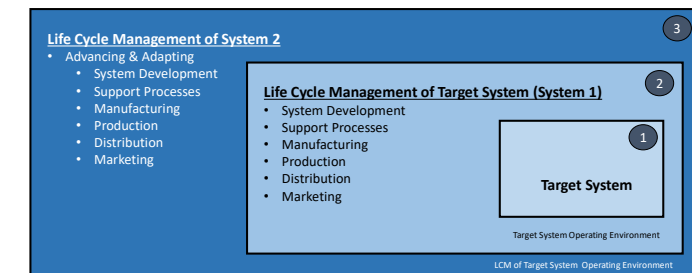 3
Life Cycle Management of System 2
• Advancing & Adapting
• System Development
• Support Processes
• Manufacturing
• Production
• Distribution
• Marketing
2
Life Cycle Management of Target System (System 1)
• System Development
• Support Processes
• Manufacturing
• Production
• Distribution
• Marketing
1
Target System
Target System Operating Environment
LCM of Target System Operating Environment